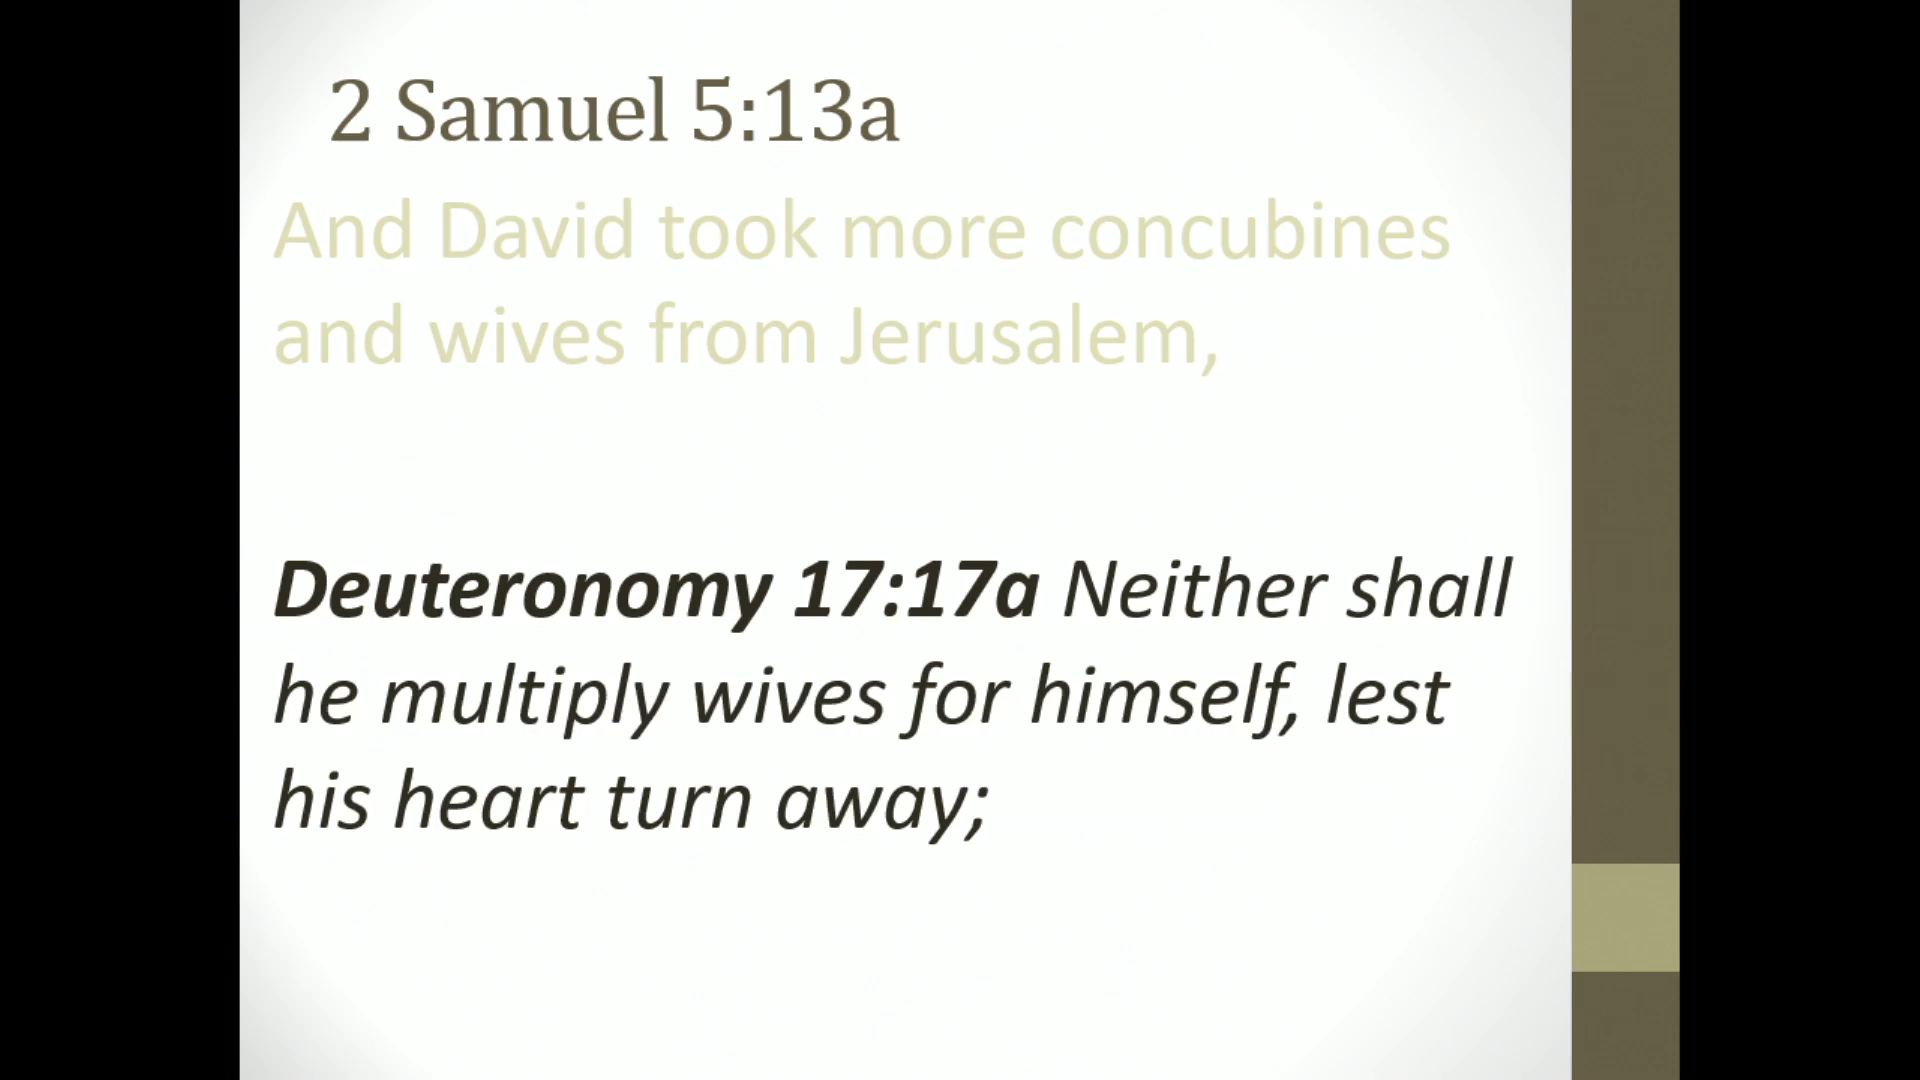 2 Samuel 5:13a
And David took more concubines
and wives from Jerusalem,
Deuteronomy 17:17a Neither shall
he multiply wives for himself, lest
his heart turn away;